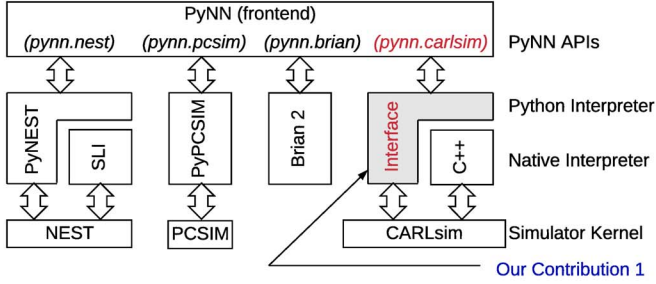 PyNN (frontend)
(pynn.nest) (pynn.pcsim) (pynn.brian) (pynn.carlsim) PyNN APIs
PyNEST SLI PyPCSIM Brian 2 Interface C++
Python Interpreter
Native Interpreter
NEST PCSIM CARLsim Simulator Kernel
Our Contribution 1